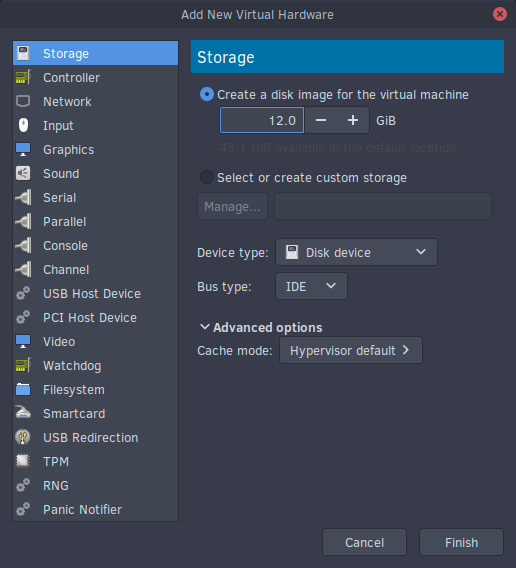 Add New Virtual Hardware
Storage
Controller
Network
Input
Graphics
Sound
Serial
Parallel
Console
Channel
USB Host Device
PCI Host Device
Video
Watchdog
Filesystem
Smartcard
USB Redirection
TPM
RNG
Panic Notifier
Storage
Create a disk image for the virtual machine
12.0 − + GiB
43.1 GiB available in the default location
Select or create custom storage
Manage...
Device type: Disk device
Bus type: IDE
Advanced options
Cache mode: Hypervisor default
Cancel Finish